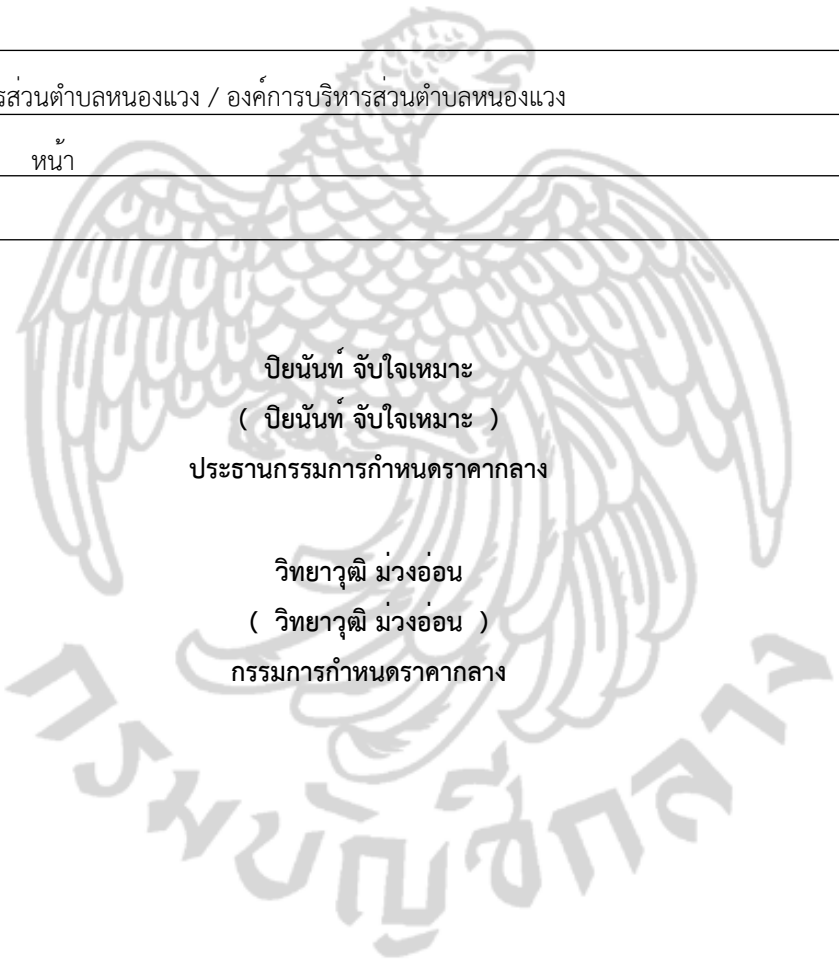 รส่วนตำบลหนองแวง / องค์การบริหารส่วนตำบลหนองแวง
หน้า
ปิยนันท์ จับใจเหมาะ
( ปิยนันท์ จับใจเหมาะ )
ประธานกรรมการกำหนดราคากลาง
วิทยาวุฒิ ม่วงอ่อน
( วิทยาวุฒิ ม่วงอ่อน )
กรรมการกำหนดราคากลาง
กรมบัญชีกลาง